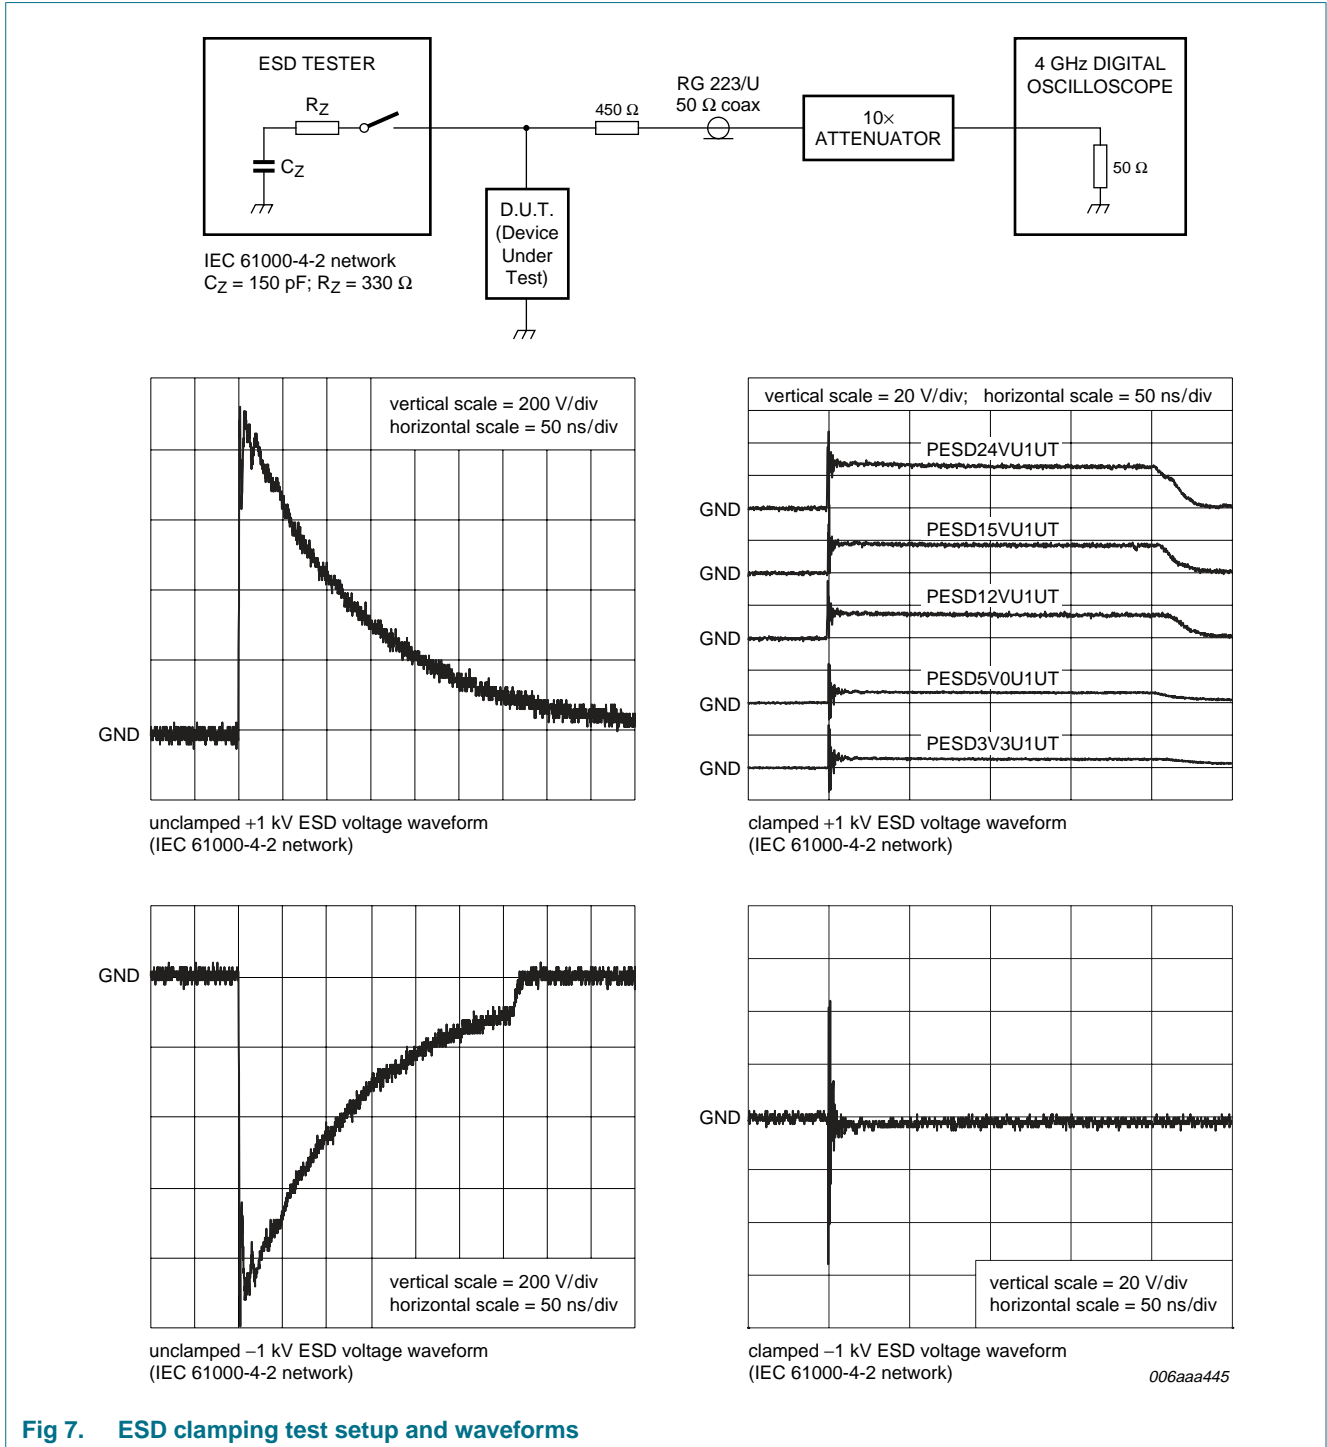 ESD TESTER
RZ
CZ
IEC 61000-4-2 network
CZ = 150 pF; RZ = 330 Ω
D.U.T.
(Device
Under
Test)
450 Ω
RG 223/U
50 Ω coax
10×
ATTENUATOR
4 GHz DIGITAL
OSCILLOSCOPE
50 Ω
vertical scale = 200 V/div
horizontal scale = 50 ns/div
GND
unclamped +1 kV ESD voltage waveform
(IEC 61000-4-2 network)
vertical scale = 20 V/div; horizontal scale = 50 ns/div
PESD24VU1UT
GND
PESD15VU1UT
GND
PESD12VU1UT
GND
PESD5V0U1UT
GND
PESD3V3U1UT
GND
clamped +1 kV ESD voltage waveform
(IEC 61000-4-2 network)
GND
vertical scale = 200 V/div
horizontal scale = 50 ns/div
unclamped −1 kV ESD voltage waveform
(IEC 61000-4-2 network)
GND
vertical scale = 20 V/div
horizontal scale = 50 ns/div
clamped −1 kV ESD voltage waveform
(IEC 61000-4-2 network)
006aaa445
Fig 7. ESD clamping test setup and waveforms